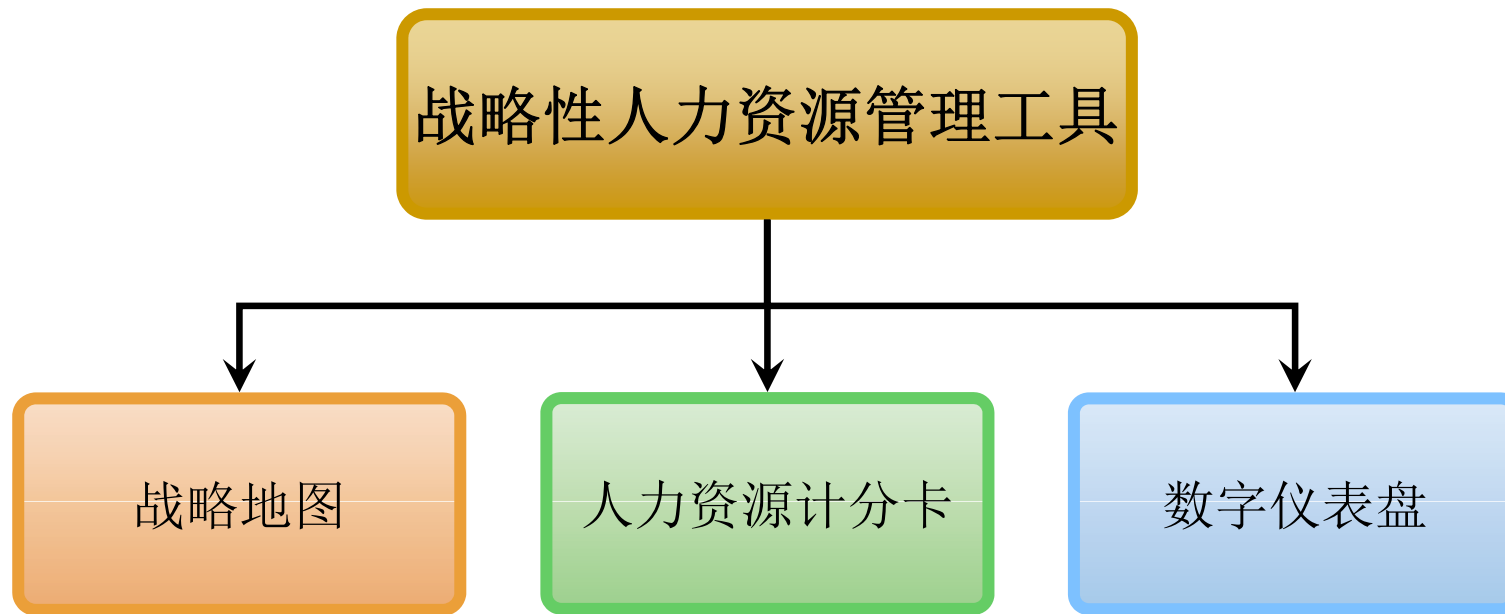 战略性人力资源管理工具
战略地图
人力资源计分卡
数字仪表盘